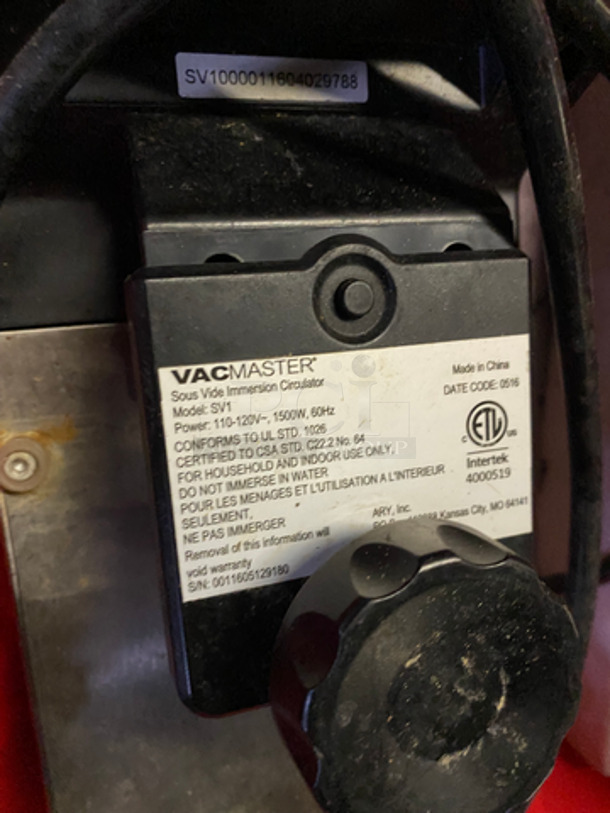 SV1000011604029788
VACMASTER®
Sous Vide Immersion Circulator
Model: SV1
Power: 110-120V~, 1500W, 60Hz
CONFORMS TO UL STD. 1026
CERTIFIED TO CSA STD. C22.2 No. 64
FOR HOUSEHOLD AND INDOOR USE ONLY,
DO NOT IMMERSE IN WATER
POUR LES MENAGES ET L'UTILISATION A L'INTERIEUR
SEULEMENT,
NE PAS IMMERGER
Removal of this information will
void warranty
S/N: 0011605129180
Made in China
DATE CODE: 0516
C ETL US
Intertek
4000519
ARY, Inc.
Kansas City, MO 64141